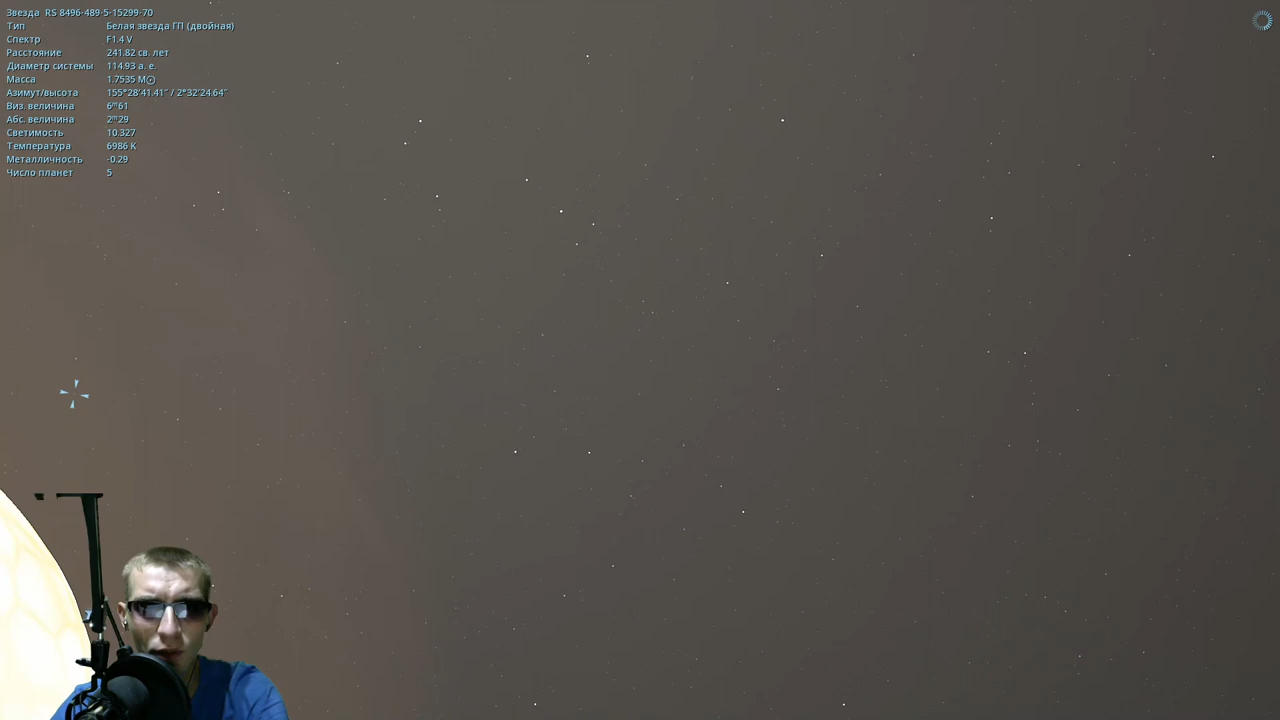 Звезда RS 8496-489-5-15299-70
Тип Белая звезда ГП (двойная)
Спектр F1.4 V
Расстояние 241.82 св. лет
Диаметр системы 114.93 а. е.
Масса 1.7535 M☉
Азимут/высота 155°28'41.41" / 2°32'24.64"
Виз. величина 6ᵐ61
Абс. величина 2ᵐ29
Светимость 10.327
Температура 6986 K
Металличность -0.29
Число планет 5